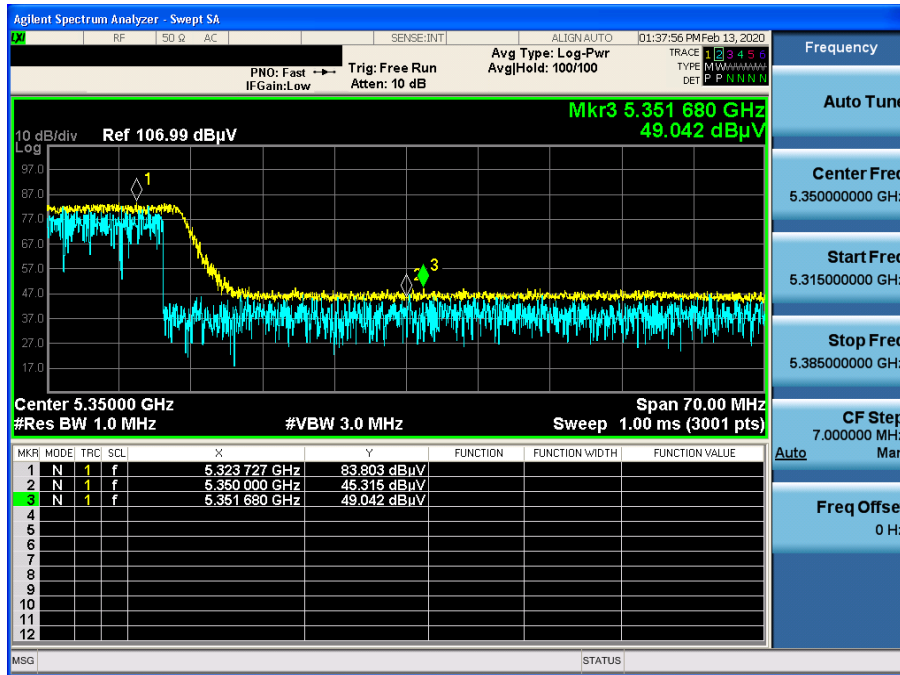 Agilent Spectrum Analyzer - Swept SA
LXI RF 50 Ω AC SENSE:INT ALIGN AUTO 01:37:56 PM Feb 13, 2020
PNO: Fast Trig: Free Run Avg Type: Log-Pwr TRACE 1 2 3 4 5 6
IFGain:Low Atten: 10 dB Avg|Hold: 100/100 TYPE M W
DET P P N N N N
Mkr3 5.351 680 GHz
49.042 dBµV
10 dB/div Ref 106.99 dBµV
Log
97.0
87.0
77.0
67.0
57.0
47.0
37.0
27.0
17.0
1
2
3
Center 5.35000 GHz Span 70.00 MHz
#Res BW 1.0 MHz #VBW 3.0 MHz Sweep 1.00 ms (3001 pts)
MKR MODE TRC SCL X Y FUNCTION FUNCTION WIDTH FUNCTION VALUE
1 N 1 f 5.323 727 GHz 83.803 dBµV
2 N 1 f 5.350 000 GHz 45.315 dBµV
3 N 1 f 5.351 680 GHz 49.042 dBµV
4
5
6
7
8
9
10
11
12
MSG STATUS
Frequency
Auto Tune
Center Freq
5.350000000 GHz
Start Freq
5.315000000 GHz
Stop Freq
5.385000000 GHz
CF Step
7.000000 MHz
Auto Man
Freq Offset
0 Hz